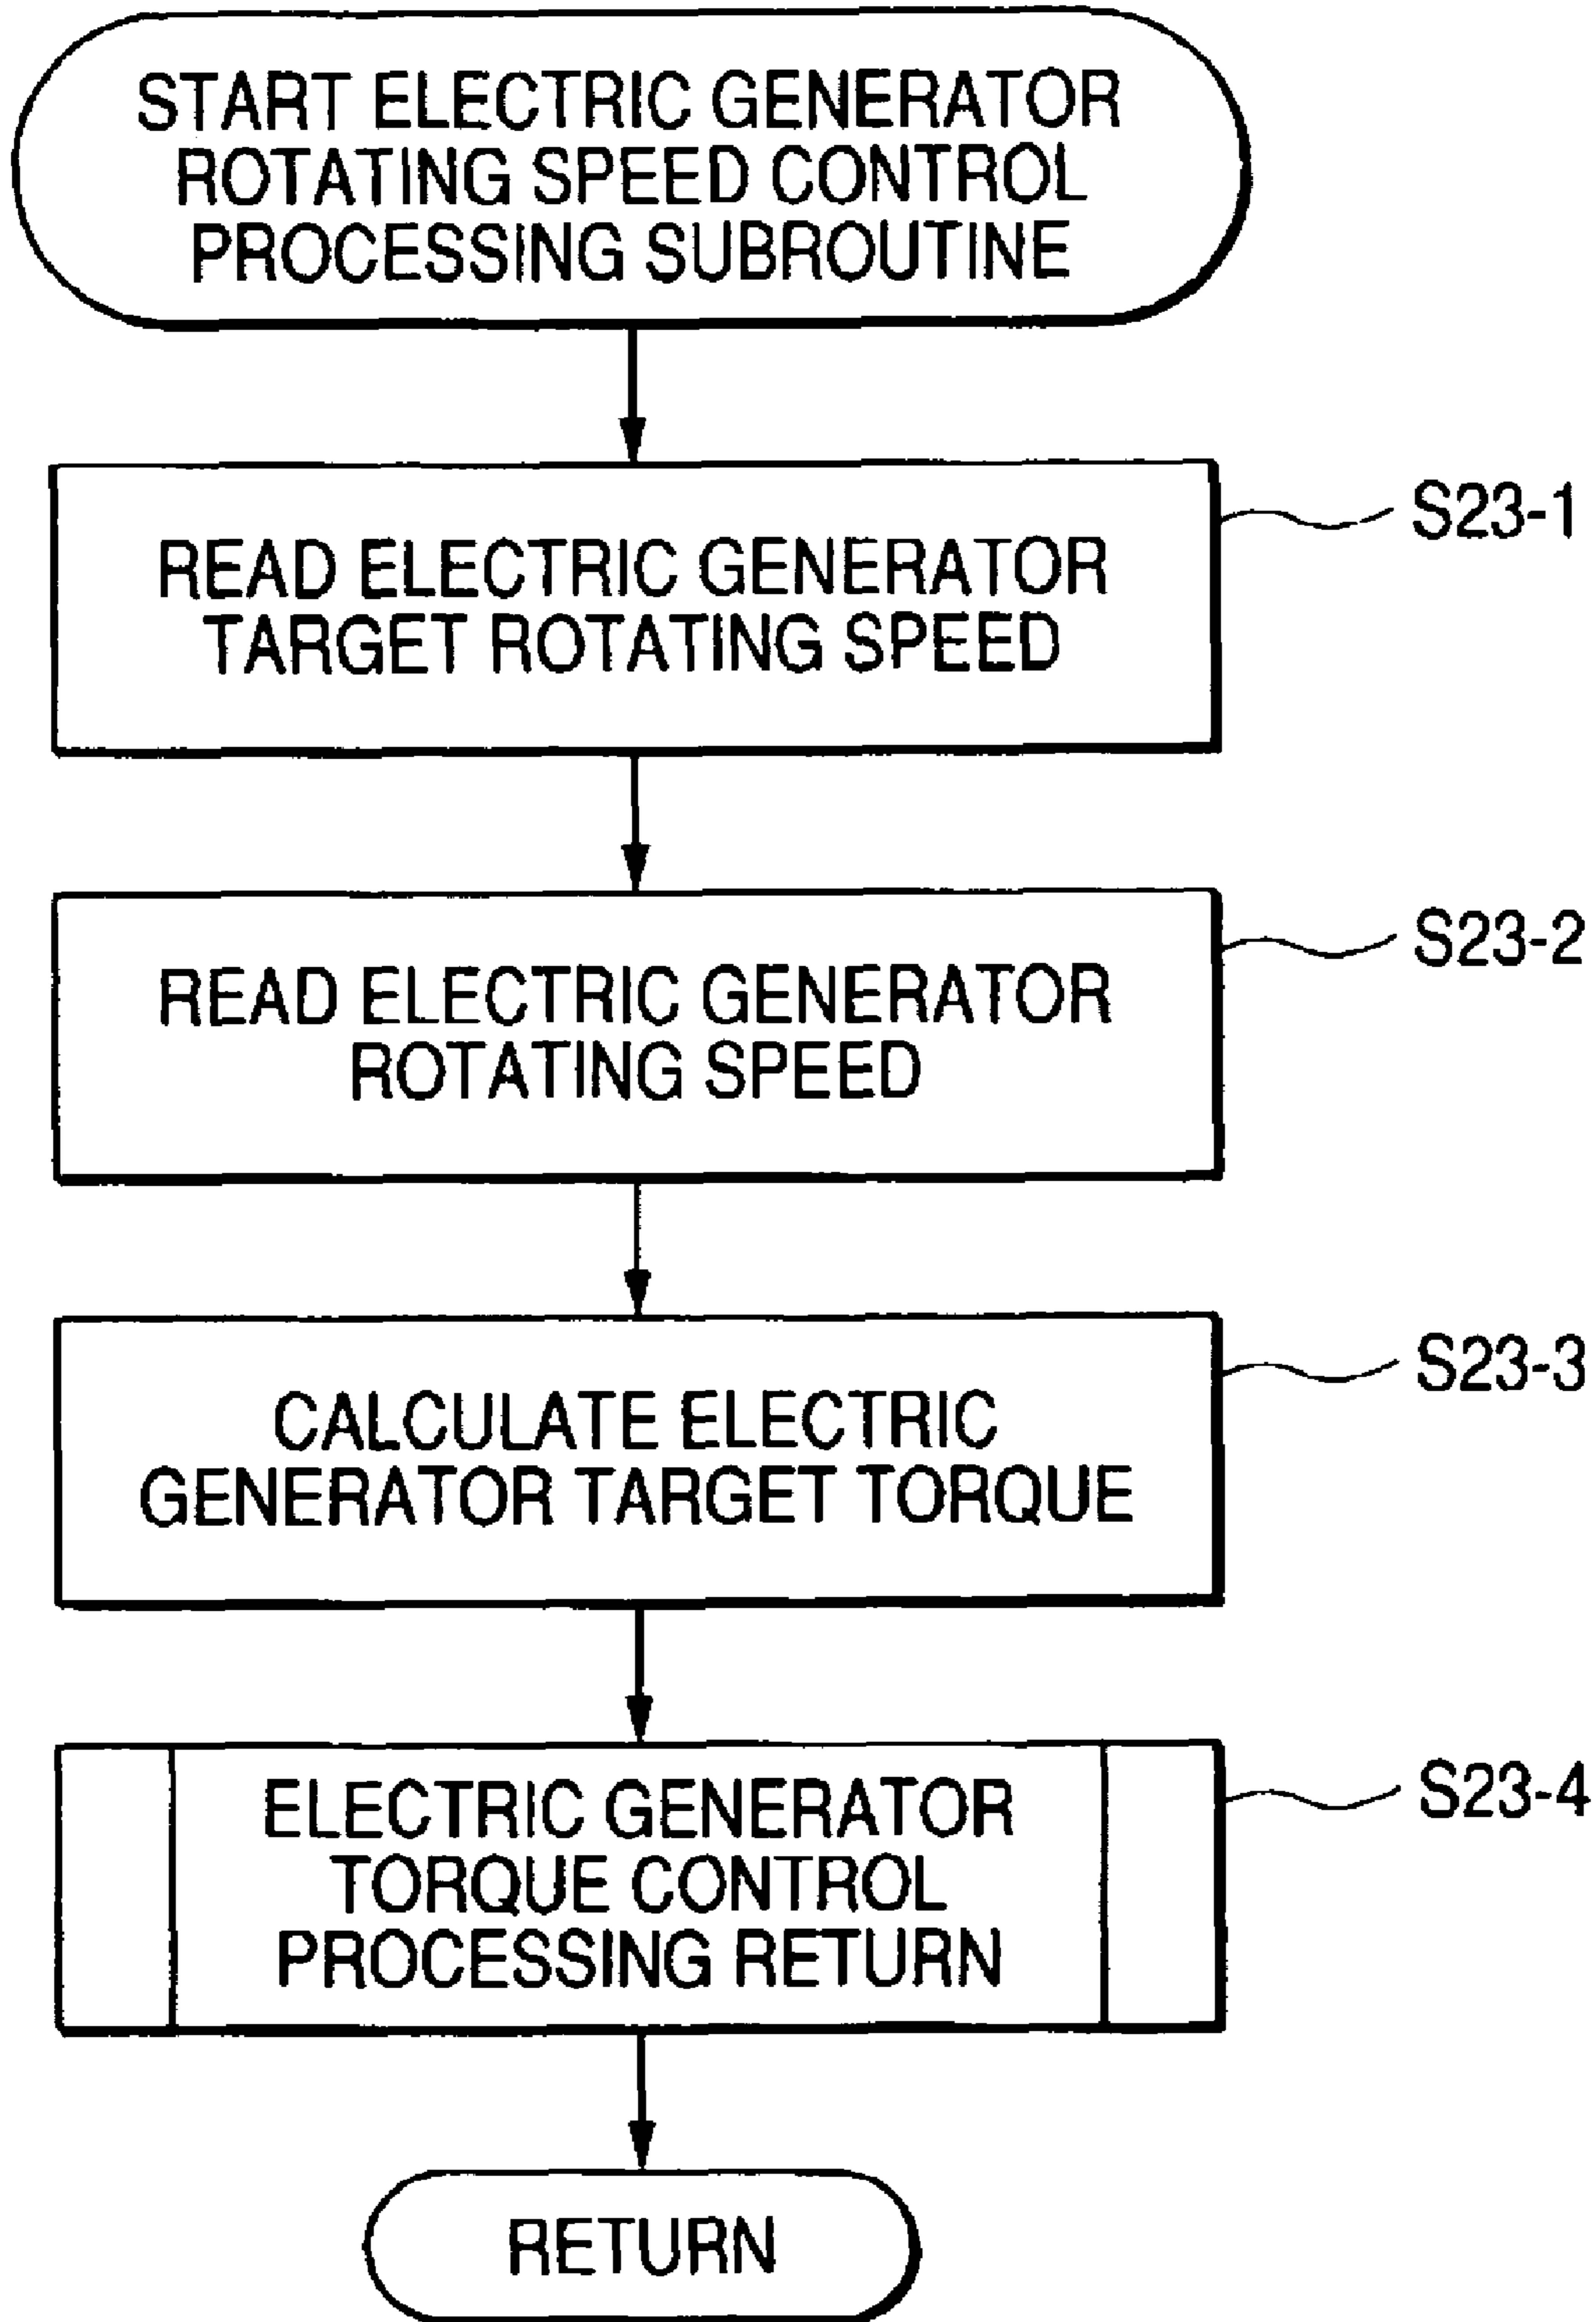 START ELECTRIC GENERATOR
ROTATING SPEED CONTROL
PROCESSING SUBROUTINE
S23-1
READ ELECTRIC GENERATOR
TARGET ROTATING SPEED
S23-2
READ ELECTRIC GENERATOR
ROTATING SPEED
S23-3
CALCULATE ELECTRIC
GENERATOR TARGET TORQUE
S23-4
ELECTRIC GENERATOR
TORQUE CONTROL
PROCESSING RETURN
RETURN